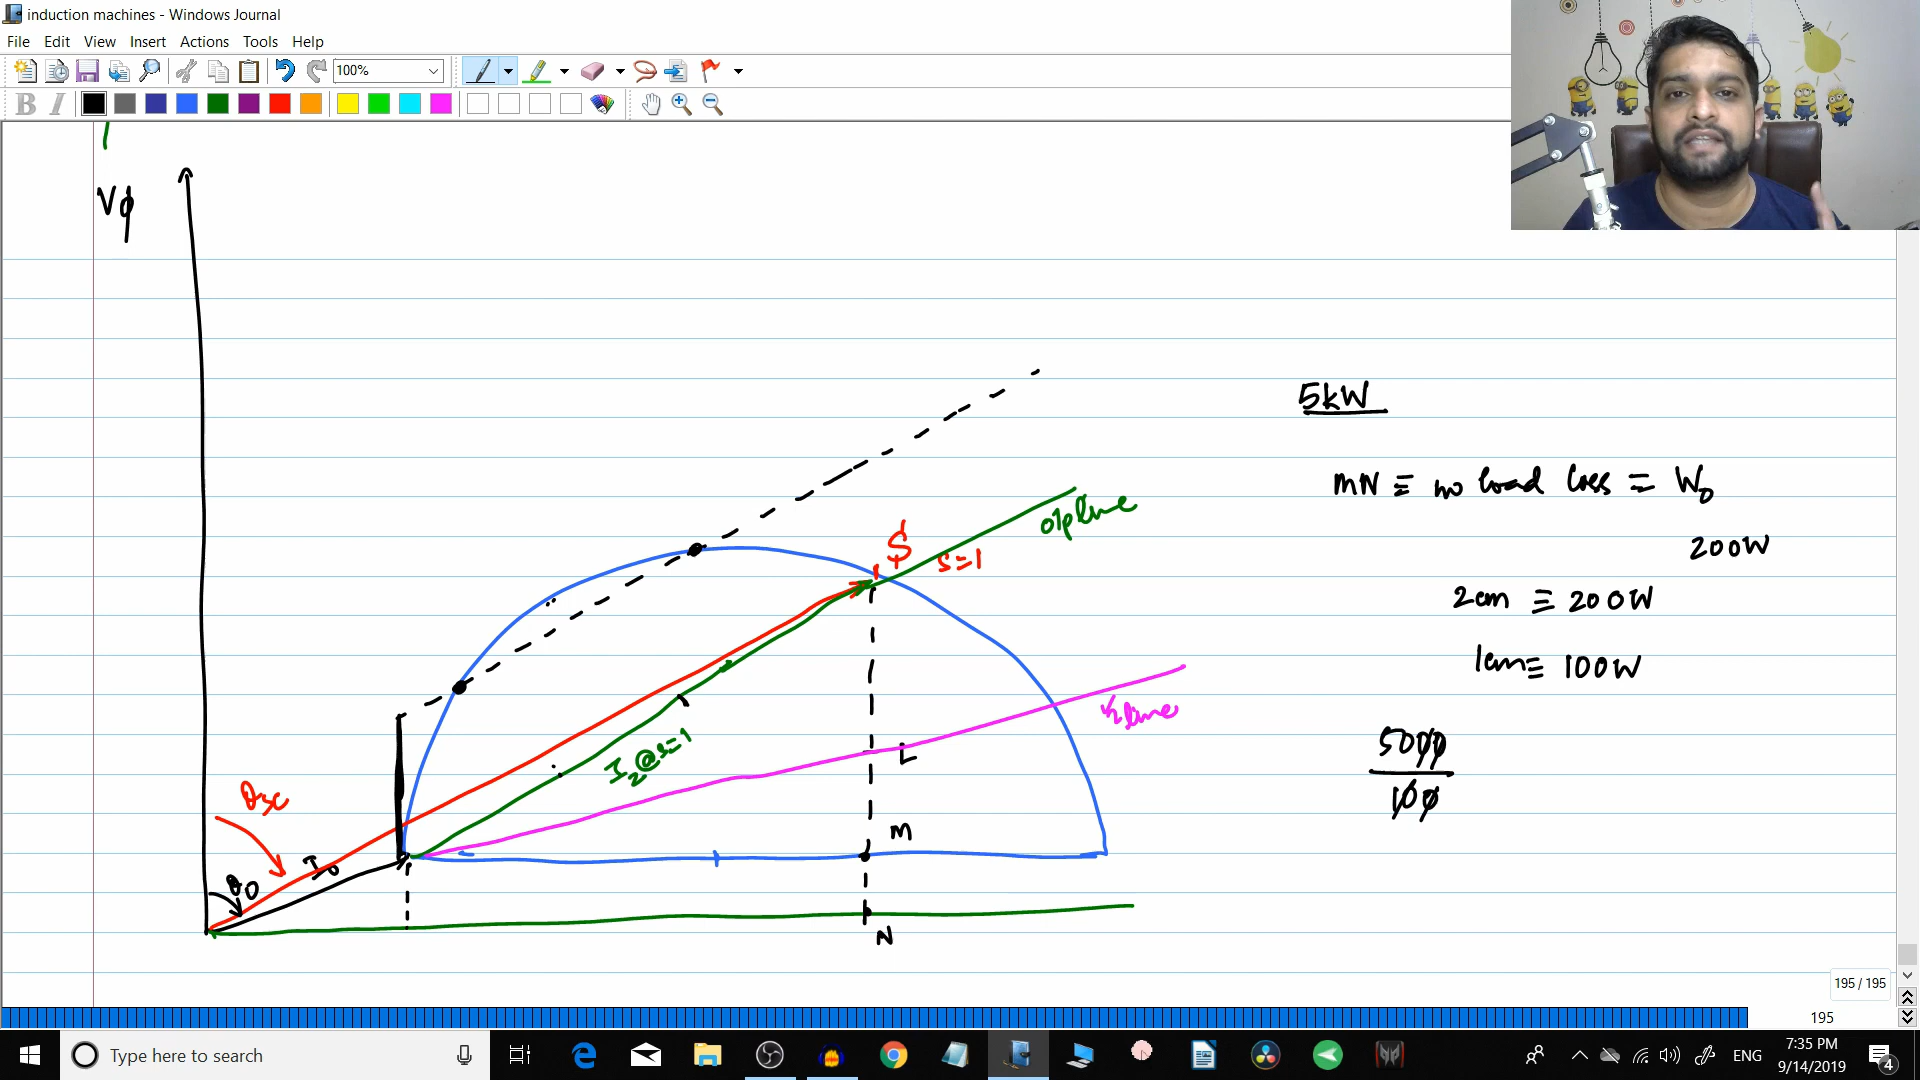 induction machines - Windows Journal
File Edit View Insert Actions Tools Help
100%
B I
Vφ
5kW
MN ≡ no load loss = W₀
200W
2cm ≡ 200W
1cm ≡ 100W
5000
100
o/p line
S
s=1
I₂@s=1
L
M
N
θsc
θ0
I₀
195 / 195
195
Type here to search
ENG
7:35 PM
9/14/2019
4